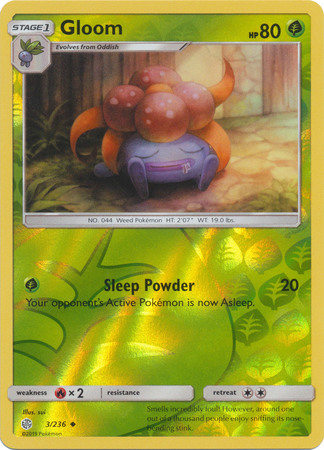 STAGE 1 Gloom HP 80
Evolves from Oddish
NO. 044 Weed Pokémon HT: 2'07" WT: 19.0 lbs.
Sleep Powder 20
Your opponent's Active Pokémon is now Asleep.
weakness × 2 resistance retreat
Smells incredibly foul! However, around one
out of a thousand people enjoy sniffing its nose-
bending stink.
Illus. sui
3/236
©2019 Pokémon